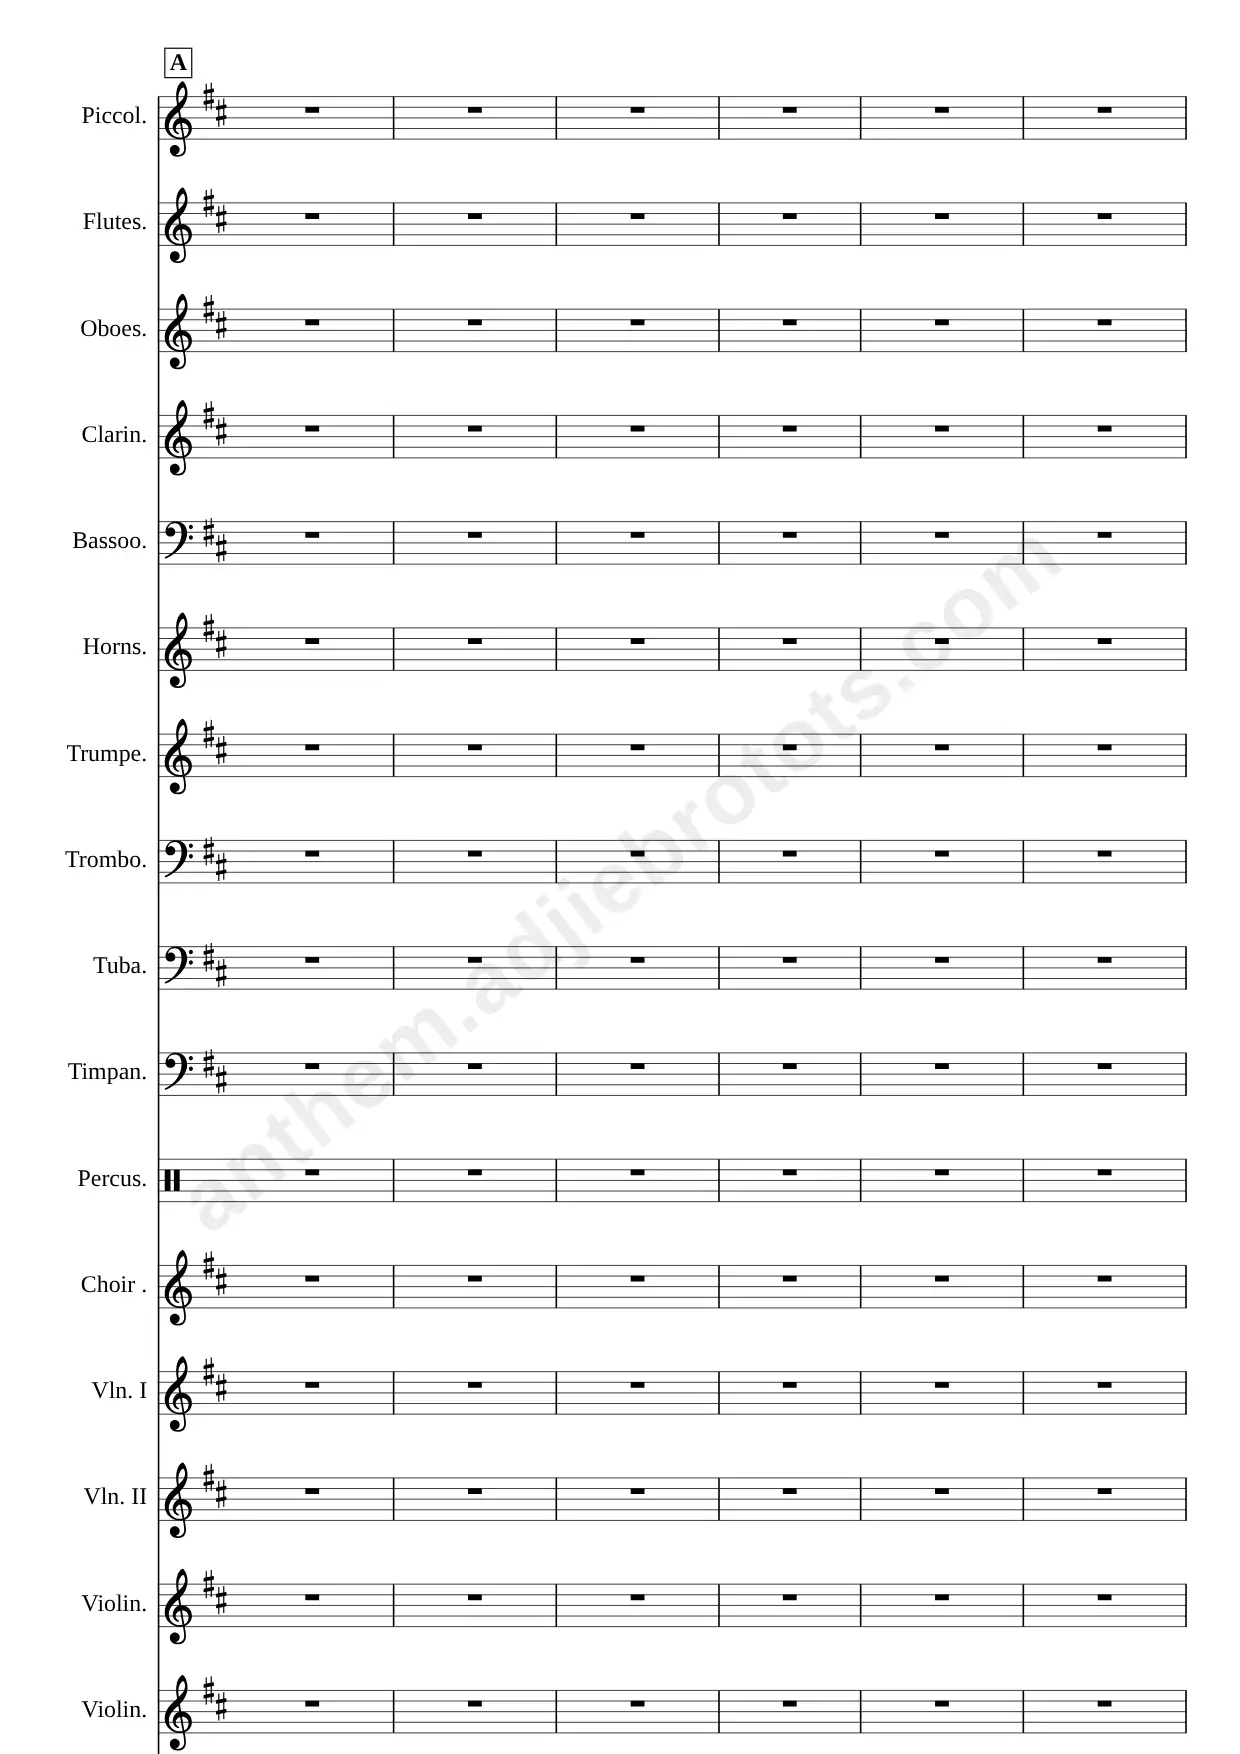 A
Piccol.
Flutes.
Oboes.
Clarin.
Bassoo.
Horns.
Trumpe.
Trombo.
Tuba.
Timpan.
Percus.
Choir .
Vln. I
Vln. II
Violin.
Violin.
anthem.adjiebrotots.com